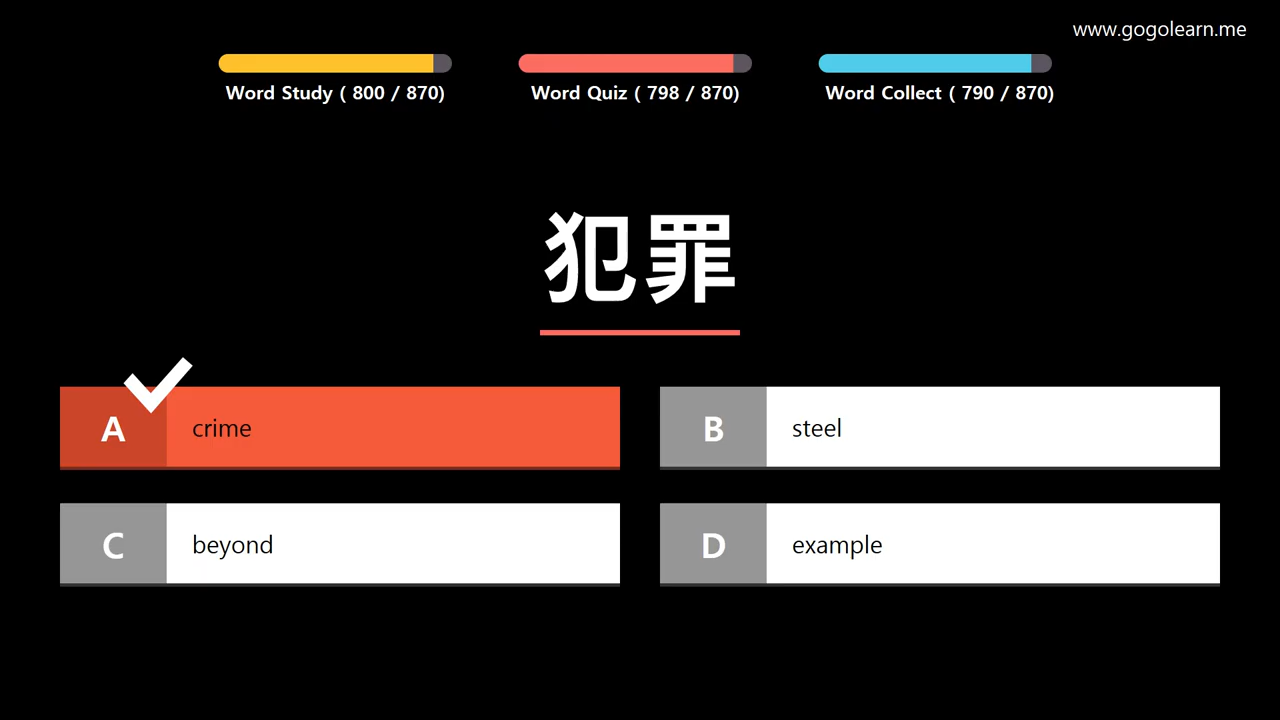 www.gogolearn.me
Word Study ( 800 / 870)
Word Quiz ( 798 / 870)
Word Collect ( 790 / 870)
犯罪
A crime
B steel
C beyond
D example